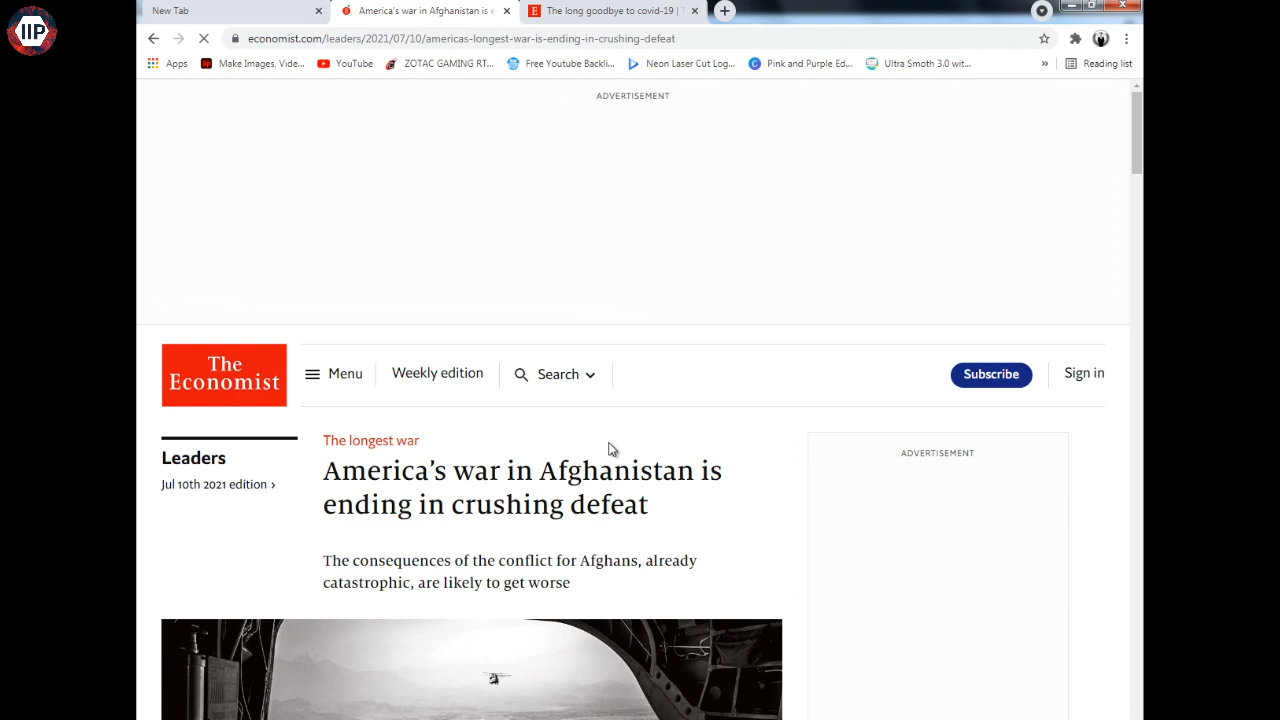 IIP
New Tab
America's war in Afghanistan is e
The long goodbye to covid-19 | T
economist.com/leaders/2021/07/10/americas-longest-war-is-ending-in-crushing-defeat
Apps
Make Images, Vide...
YouTube
ZOTAC GAMING RT...
Free Youtube Backli...
Neon Laser Cut Log...
Pink and Purple Ed...
Ultra Smoth 3.0 wit...
»
Reading list
ADVERTISEMENT
The
Economist
Menu
Weekly edition
Search
Subscribe
Sign in
Leaders
Jul 10th 2021 edition ›
The longest war
America's war in Afghanistan is
ending in crushing defeat
The consequences of the conflict for Afghans, already
catastrophic, are likely to get worse
ADVERTISEMENT